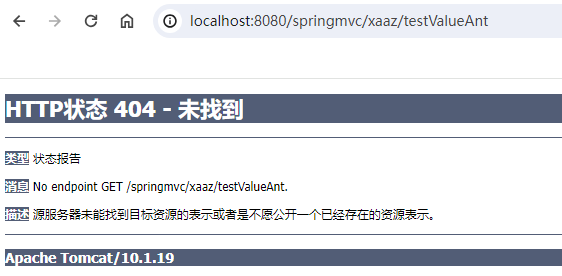 localhost:8080/springmvc/xaaz/testValueAnt
HTTP状态 404 - 未找到
类型 状态报告
消息 No endpoint GET /springmvc/xaaz/testValueAnt.
描述 源服务器未能找到目标资源的表示或者是不愿公开一个已经存在的资源表示。
Apache Tomcat/10.1.19